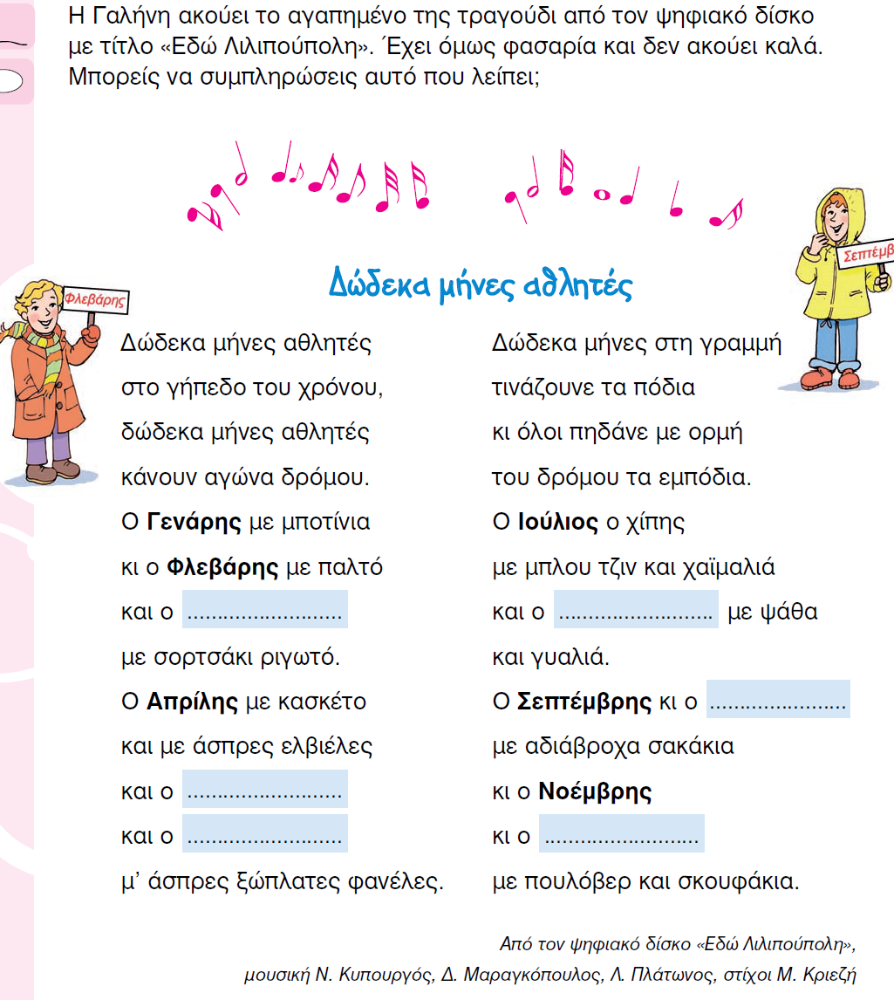 Η Γαλήνη ακούει το αγαπημένο της τραγούδι από τον ψηφιακό δίσκο
με τίτλο «Εδώ Λιλιπούπολη». Έχει όμως φασαρία και δεν ακούει καλά.
Μπορείς να συμπληρώσεις αυτό που λείπει;
Σεπτέμβ
Φλεβάρης
Δώδεκα μήνες αθλητές
Δώδεκα μήνες αθλητές
στο γήπεδο του χρόνου,
δώδεκα μήνες αθλητές
κάνουν αγώνα δρόμου.
Ο Γενάρης με μποτίνια
κι ο Φλεβάρης με παλτό
και ο ..........................
με σορτσάκι ριγωτό.
Ο Απρίλης με κασκέτο
και με άσπρες ελβιέλες
και ο ..........................
και ο ..........................
μ’ άσπρες ξώπλατες φανέλες.
Δώδεκα μήνες στη γραμμή
τινάζουνε τα πόδια
κι όλοι πηδάνε με ορμή
του δρόμου τα εμπόδια.
Ο Ιούλιος ο χίπης
με μπλου τζιν και χαϊμαλιά
και ο .......................... με ψάθα
και γυαλιά.
Ο Σεπτέμβρης κι ο .......................
με αδιάβροχα σακάκια
κι ο Νοέμβρης
κι ο ..........................
με πουλόβερ και σκουφάκια.
Από τον ψηφιακό δίσκο «Εδώ Λιλιπούπολη»,
μουσική Ν. Κυπουργός, Δ. Μαραγκόπουλος, Λ. Πλάτωνος, στίχοι Μ. Κριεζή